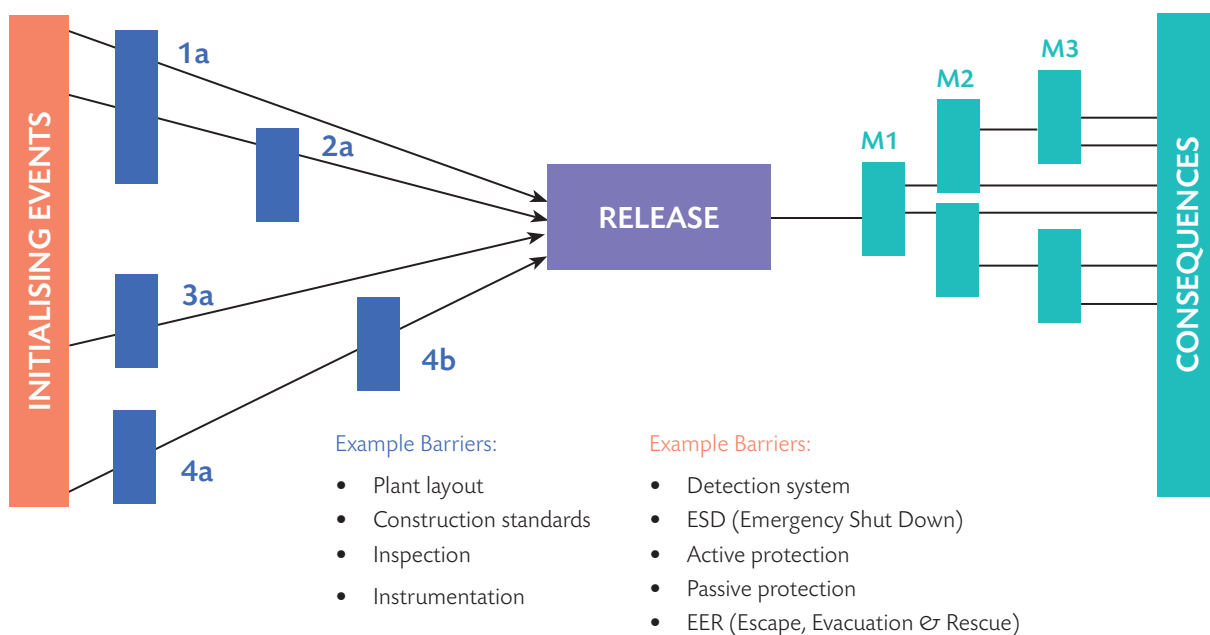 INITIALISING EVENTS
1a
2a
3a
4a
4b
RELEASE
M1
M2
M3
CONSEQUENCES
Example Barriers:
• Plant layout
• Construction standards
• Inspection
• Instrumentation
Example Barriers:
• Detection system
• ESD (Emergency Shut Down)
• Active protection
• Passive protection
• EER (Escape, Evacuation & Rescue)